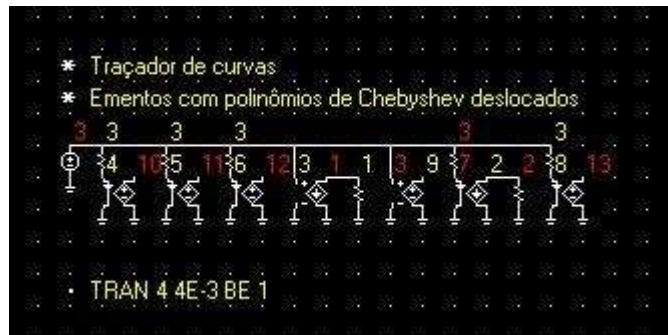 * Traçador de curvas
* Ementos com polinômios de Chebyshev deslocados
3 3 3 3 3 3
4 10 5 11 6 12 3 1 1 3 9 7 2 2 8 13
. TRAN 4 4E-3 BE 1